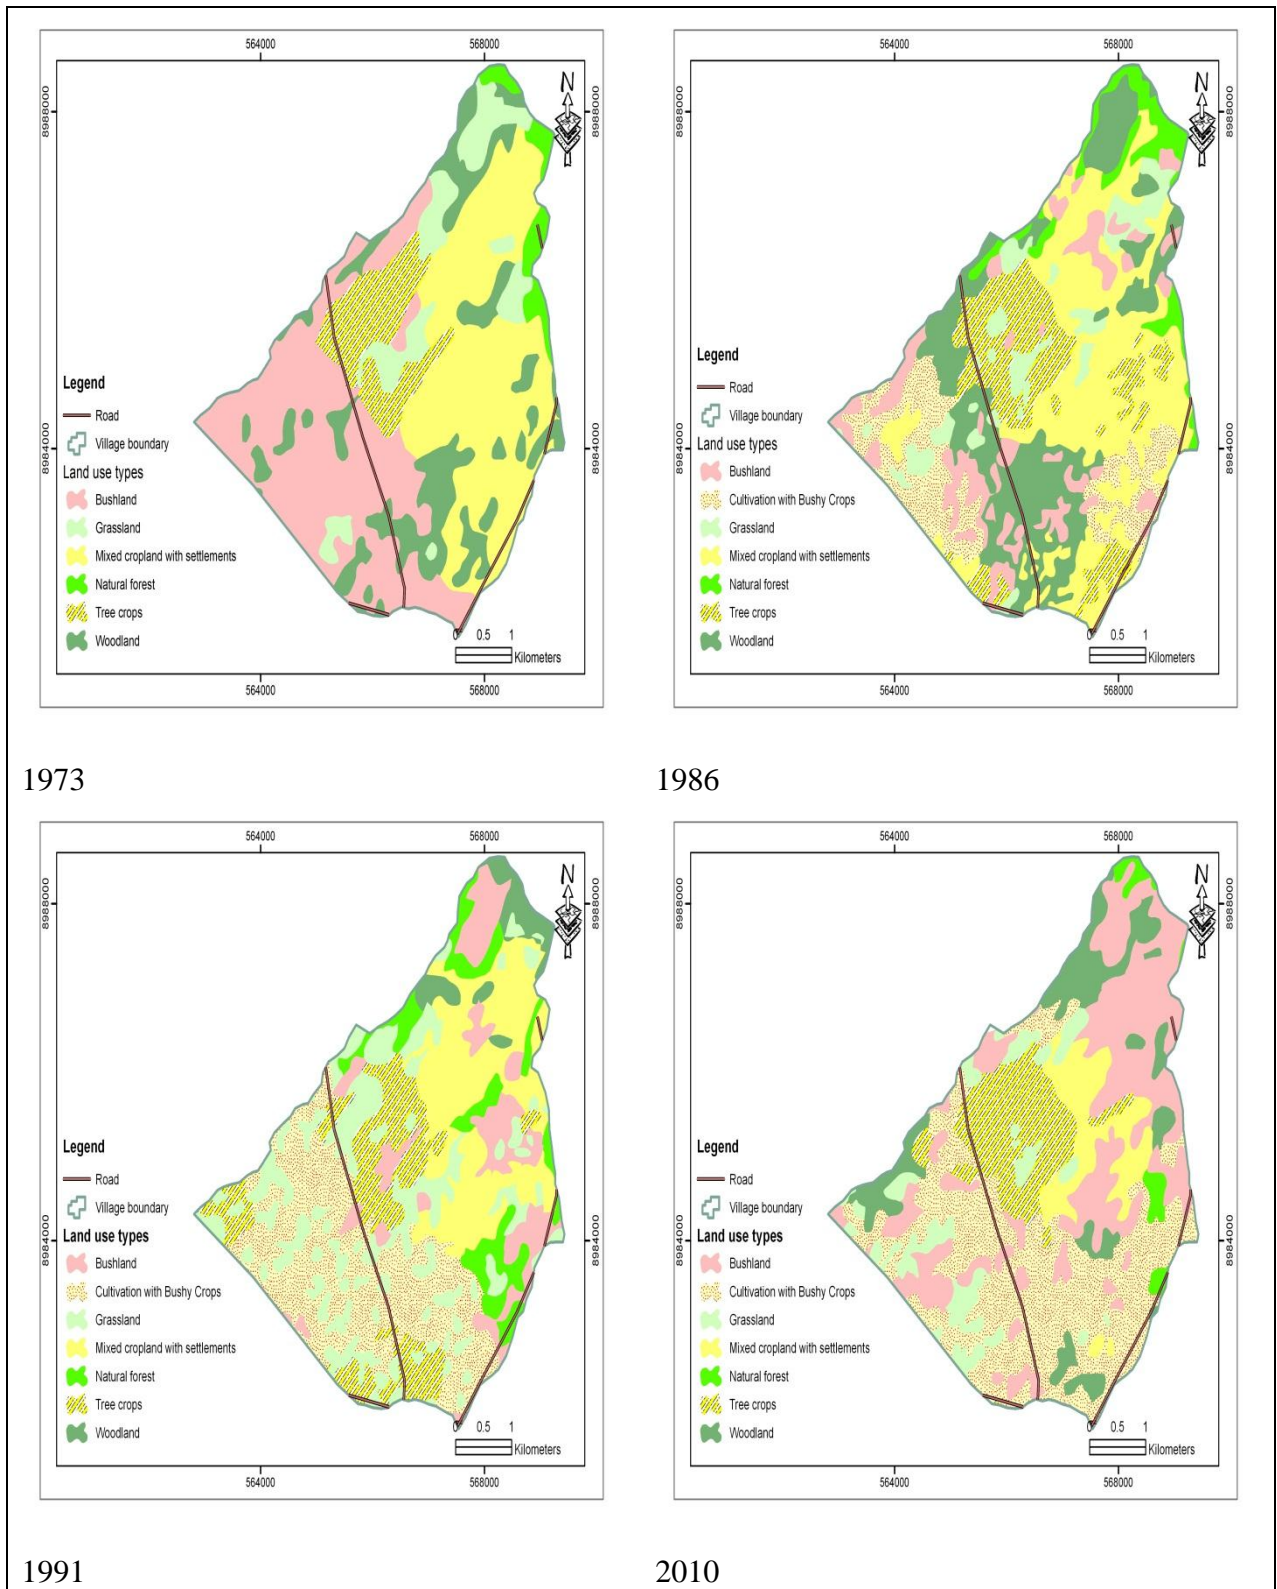 564000 568000
N
8988000 8988000
8984000 8984000
Legend
Road
Village boundary
Land use types
Bushland
Grassland
Mixed cropland with settlements
Natural forest
Tree crops
Woodland
0 0.5 1
Kilometers
564000 568000
1973
564000 568000
N
8988000 8988000
8984000 8984000
Legend
Road
Village boundary
Land use types
Bushland
Cultivation with Bushy Crops
Grassland
Mixed cropland with settlements
Natural forest
Tree crops
Woodland
0 0.5 1
Kilometers
564000 568000
1986
564000 568000
N
8988000 8988000
8984000 8984000
Legend
Road
Village boundary
Land use types
Bushland
Cultivation with Bushy Crops
Grassland
Mixed cropland with settlements
Natural forest
Tree crops
Woodland
0 0.5 1
Kilometers
564000 568000
1991
564000 568000
N
8988000 8988000
8984000 8984000
Legend
Road
Village boundary
Land use types
Bushland
Cultivation with Bushy Crops
Grassland
Mixed cropland with settlements
Natural forest
Tree crops
Woodland
0 0.5 1
Kilometers
564000 568000
2010